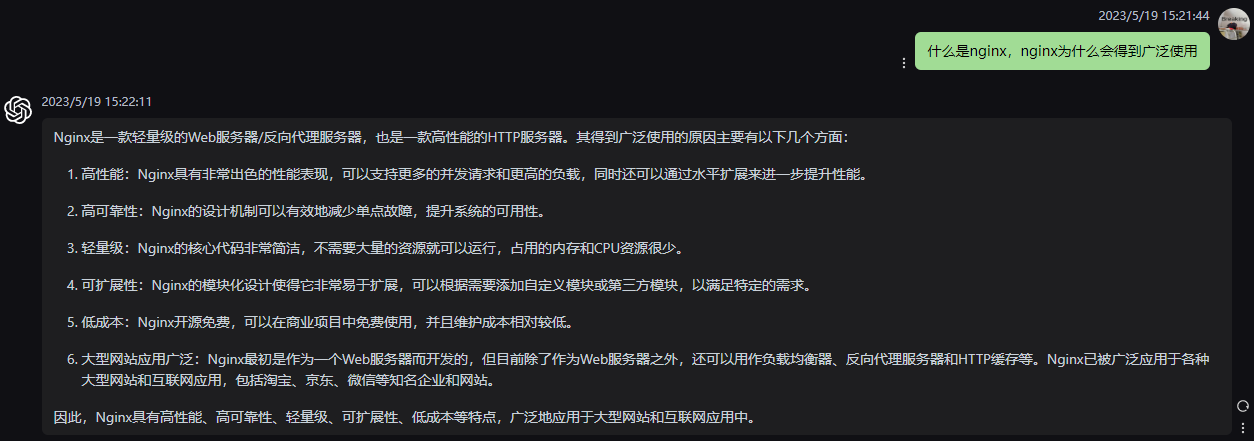 2023/5/19 15:21:44
Breaking
什么是nginx，nginx为什么会得到广泛使用
2023/5/19 15:22:11
Nginx是一款轻量级的Web服务器/反向代理服务器，也是一款高性能的HTTP服务器。其得到广泛使用的原因主要有以下几个方面：
1. 高性能：Nginx具有非常出色的性能表现，可以支持更多的并发请求和更高的负载，同时还可以通过水平扩展来进一步提升性能。
2. 高可靠性：Nginx的设计机制可以有效地减少单点故障，提升系统的可用性。
3. 轻量级：Nginx的核心代码非常简洁，不需要大量的资源就可以运行，占用的内存和CPU资源很少。
4. 可扩展性：Nginx的模块化设计使得它非常易于扩展，可以根据需要添加自定义模块或第三方模块，以满足特定的需求。
5. 低成本：Nginx开源免费，可以在商业项目中免费使用，并且维护成本相对较低。
6. 大型网站应用广泛：Nginx最初是作为一个Web服务器而开发的，但目前除了作为Web服务器之外，还可以用作负载均衡器、反向代理服务器和HTTP缓存等。Nginx已被广泛应用于各种
大型网站和互联网应用，包括淘宝、京东、微信等知名企业和网站。
因此，Nginx具有高性能、高可靠性、轻量级、可扩展性、低成本等特点，广泛地应用于大型网站和互联网应用中。